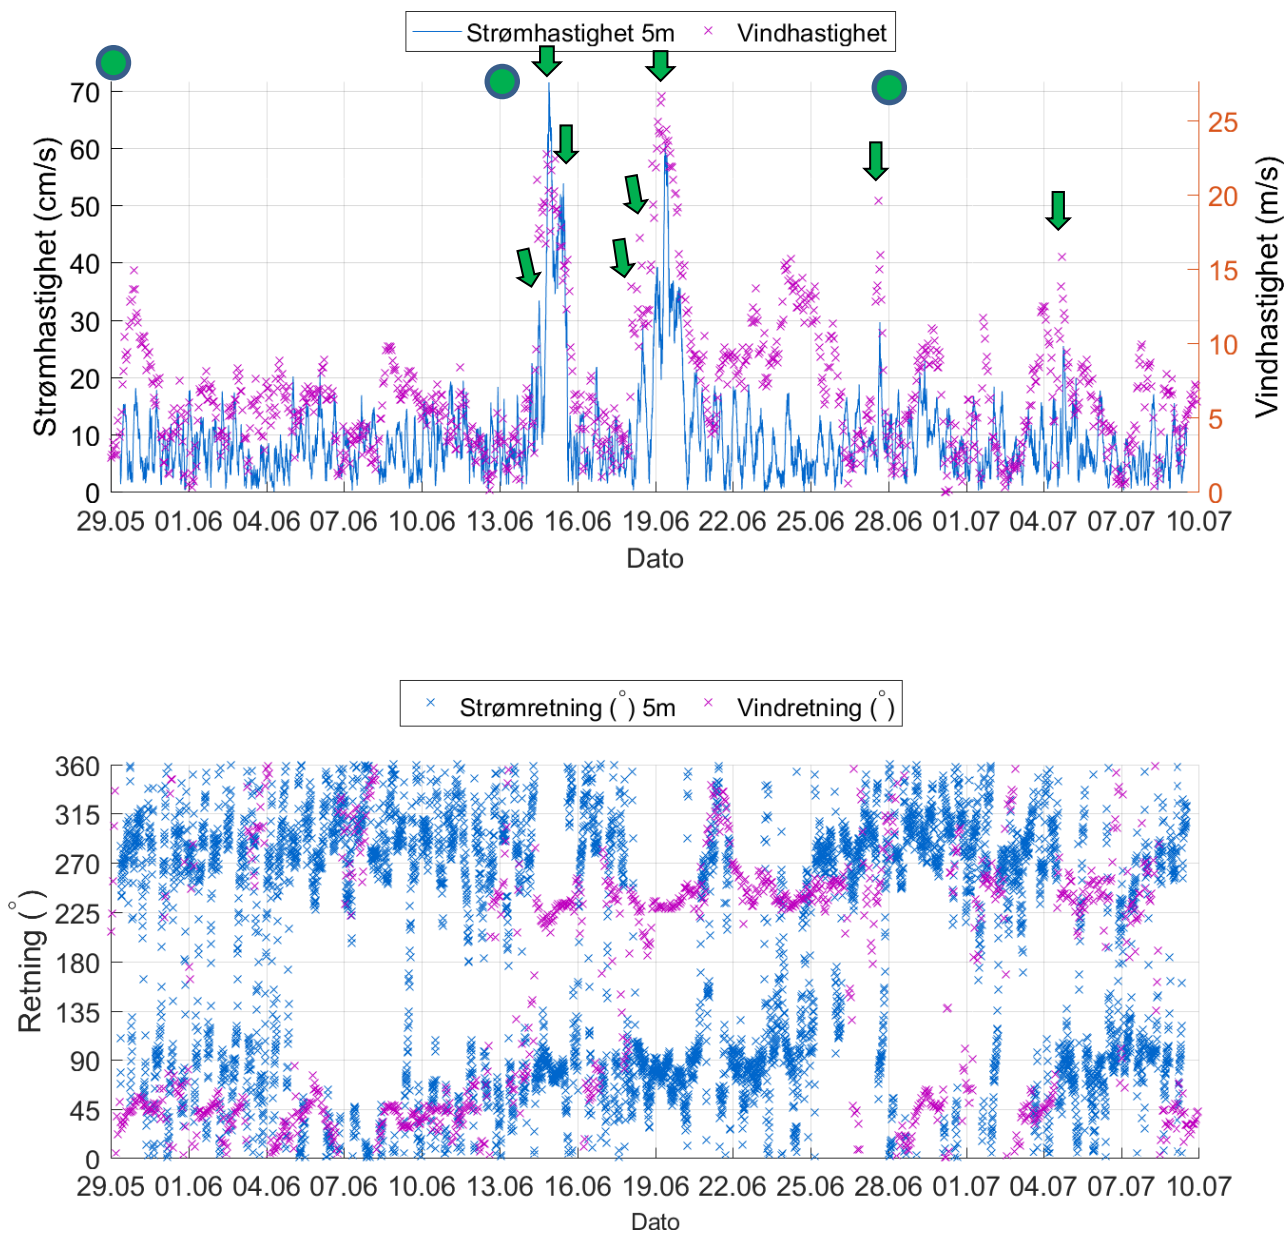 Strømhastighet 5m Vindhastighet
70
60
50
40
30
20
10
0
Strømhastighet (cm/s)
25
20
15
10
5
0
Vindhastighet (m/s)
29.05 01.06 04.06 07.06 10.06 13.06 16.06 19.06 22.06 25.06 28.06 01.07 04.07 07.07 10.07
Dato
Strømretning (°) 5m Vindretning (°)
360
315
270
225
180
135
90
45
0
Retning (°)
29.05 01.06 04.06 07.06 10.06 13.06 16.06 19.06 22.06 25.06 28.06 01.07 04.07 07.07 10.07
Dato